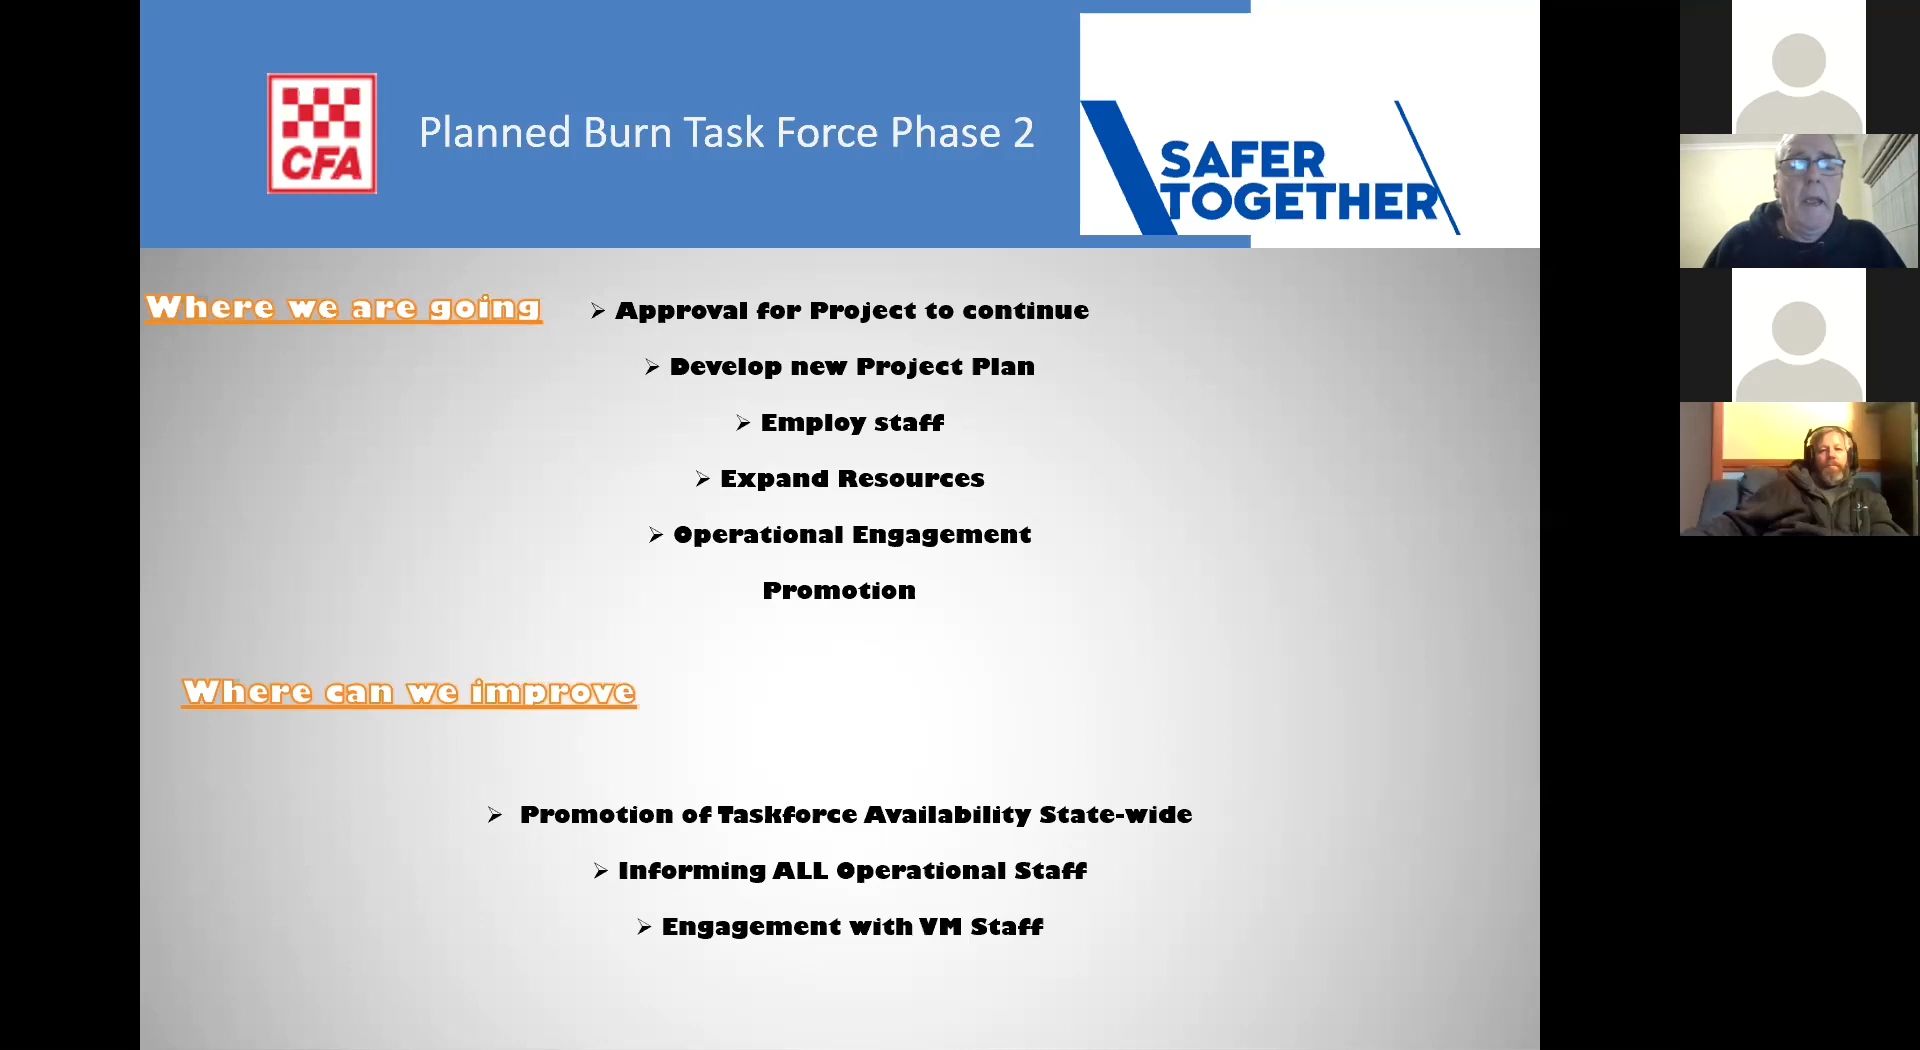 CFA
Planned Burn Task Force Phase 2
SAFER
TOGETHER
Where we are going
Approval for Project to continue
Develop new Project Plan
Employ staff
Expand Resources
Operational Engagement
Promotion
Where can we improve
Promotion of Taskforce Availability State-wide
Informing ALL Operational Staff
Engagement with VM Staff